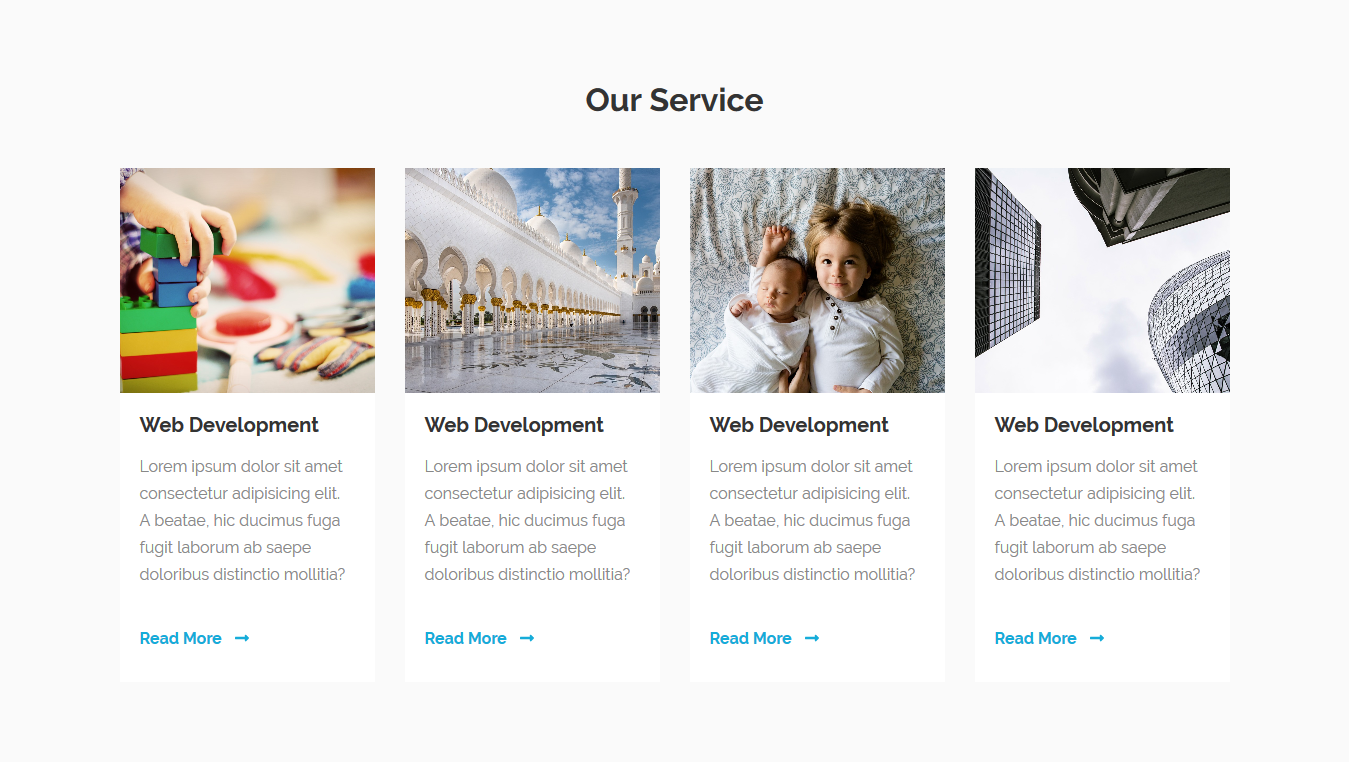 Our Service
Web Development
Lorem ipsum dolor sit amet
consectetur adipisicing elit.
A beatae, hic ducimus fuga
fugit laborum ab saepe
doloribus distinctio mollitia?
Read More
Web Development
Lorem ipsum dolor sit amet
consectetur adipisicing elit.
A beatae, hic ducimus fuga
fugit laborum ab saepe
doloribus distinctio mollitia?
Read More
Web Development
Lorem ipsum dolor sit amet
consectetur adipisicing elit.
A beatae, hic ducimus fuga
fugit laborum ab saepe
doloribus distinctio mollitia?
Read More
Web Development
Lorem ipsum dolor sit amet
consectetur adipisicing elit.
A beatae, hic ducimus fuga
fugit laborum ab saepe
doloribus distinctio mollitia?
Read More